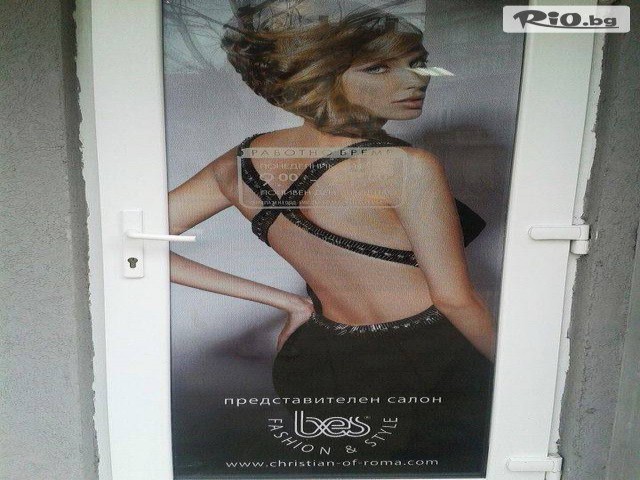 RiO.bg
РАБОТНО ВРЕМЕ
представителен салон
bes®
FASHION & STYLE
www.christian-of-roma.com